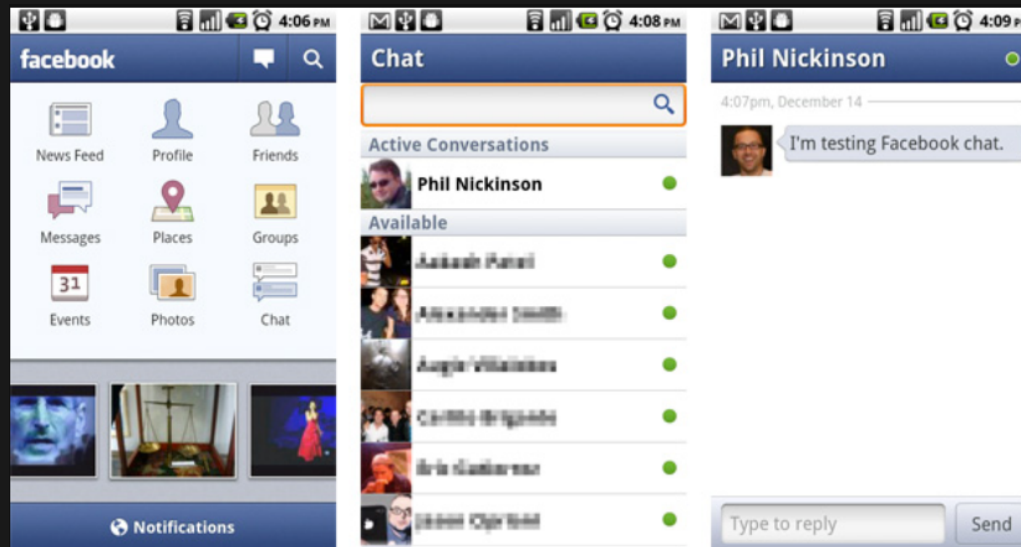 4:06 PM
facebook
News Feed
Profile
Friends
Messages
Places
Groups
31
Events
Photos
Chat
Notifications
4:08 PM
Chat
Active Conversations
Phil Nickinson
Available
4:09 P
Phil Nickinson
4:07pm, December 14
I'm testing Facebook chat.
Type to reply
Send